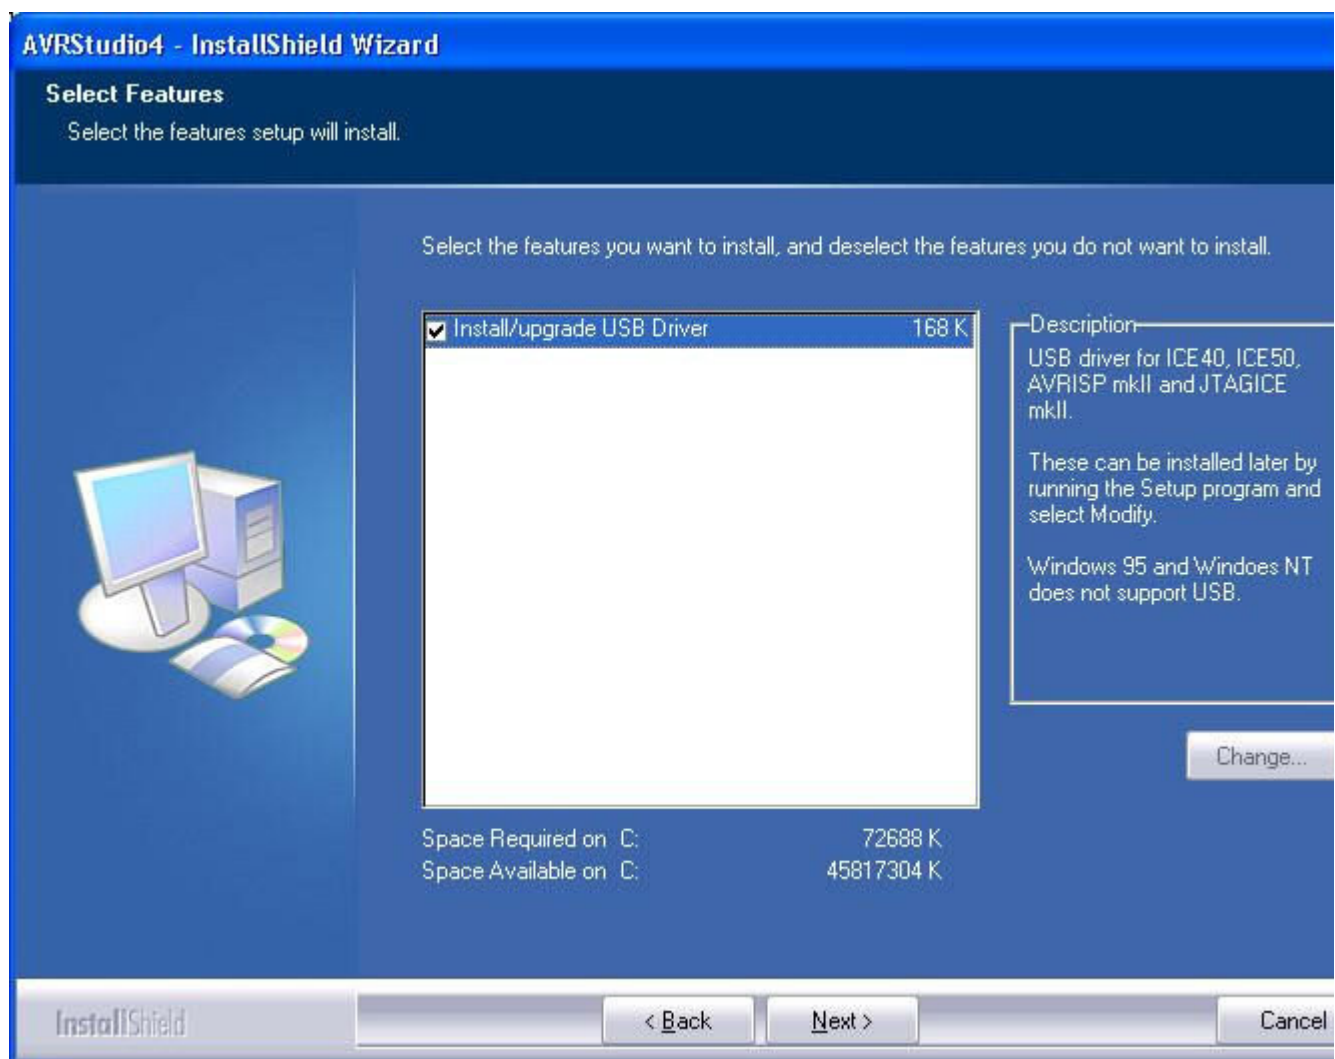 AVRStudio4 - InstallShield Wizard
Select Features
Select the features setup will install.
Select the features you want to install, and deselect the features you do not want to install.
Install/upgrade USB Driver 168 K
Description
USB driver for ICE40, ICE50,
AVRISP mkII and JTAGICE
mkII.
These can be installed later by
running the Setup program and
select Modify.
Windows 95 and Windoes NT
does not support USB.
Change...
Space Required on C: 72688 K
Space Available on C: 45817304 K
InstallShield
< Back
Next >
Cancel